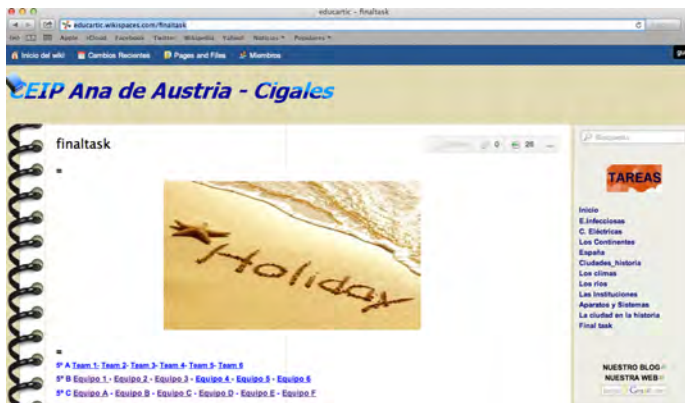 educartic - finaltask
educartic.wikispaces.com/finaltask
Apple iCloud Facebook Twitter Wikipedia Yahoo! Noticias Populares
Inicio del wiki Cambios Recientes Pages and Files Miembros
CEIP Ana de Austria - Cigales
finaltask
0 26 ...
=
Holiday
=
5º A Team 1- Team 2- Team 3- Team 4- Team 5- Team 6
5º B Equipo 1 - Equipo 2 - Equipo 3 - Equipo 4 - Equipo 5 - Equipo 6
5º C Equipo A - Equipo B - Equipo C - Equipo D - Equipo E - Equipo F
TAREAS
Inicio
E.Infecciosas
C. Eléctricas
Los Continentes
España
Ciudades_historia
Los climas
Los rios
Las Instituciones
Aparatos y Sistemas
La ciudad en la historia
Final task
NUESTRO BLOG
NUESTRA WEB